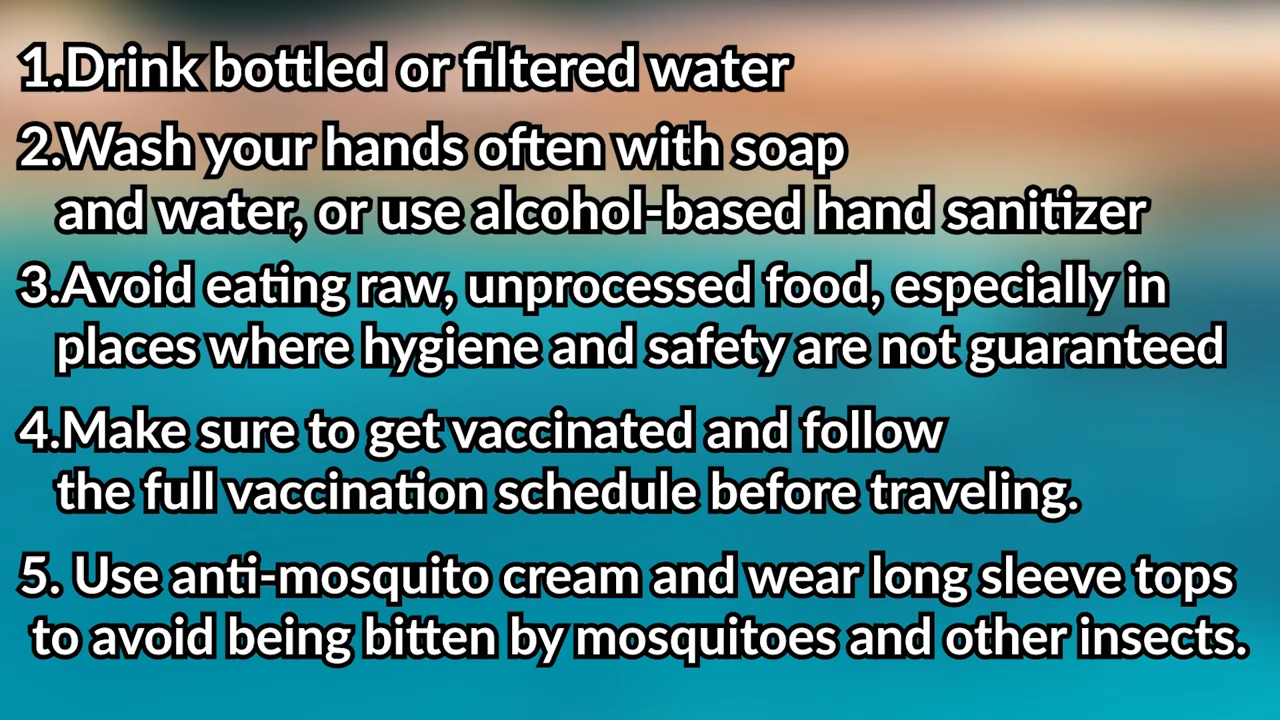 1.Drink bottled or filtered water
2.Wash your hands often with soap
and water, or use alcohol-based hand sanitizer
3.Avoid eating raw, unprocessed food, especially in
places where hygiene and safety are not guaranteed
4.Make sure to get vaccinated and follow
the full vaccination schedule before traveling.
5. Use anti-mosquito cream and wear long sleeve tops
to avoid being bitten by mosquitoes and other insects.